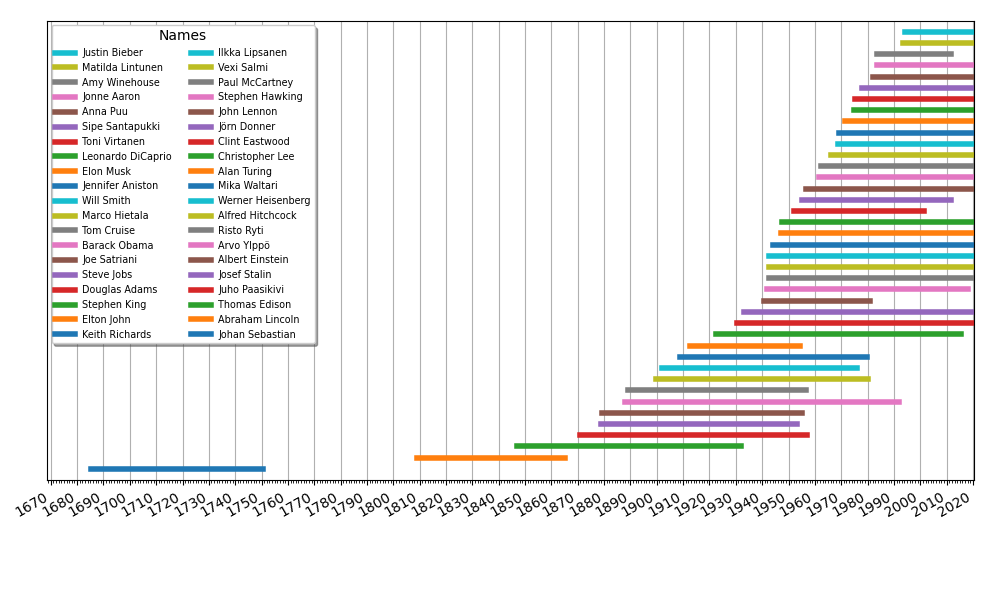 Names
Justin Bieber Ilkka Lipsanen
Matilda Lintunen Vexi Salmi
Amy Winehouse Paul McCartney
Jonne Aaron Stephen Hawking
Anna Puu John Lennon
Sipe Santapukki Jörn Donner
Toni Virtanen Clint Eastwood
Leonardo DiCaprio Christopher Lee
Elon Musk Alan Turing
Jennifer Aniston Mika Waltari
Will Smith Werner Heisenberg
Marco Hietala Alfred Hitchcock
Tom Cruise Risto Ryti
Barack Obama Arvo Ylppö
Joe Satriani Albert Einstein
Steve Jobs Josef Stalin
Douglas Adams Juho Paasikivi
Stephen King Thomas Edison
Elton John Abraham Lincoln
Keith Richards Johan Sebastian
1670 1680 1690 1700 1710 1720 1730 1740 1750 1760 1770 1780 1790 1800 1810 1820 1830 1840 1850 1860 1870 1880 1890 1900 1910 1920 1930 1940 1950 1960 1970 1980 1990 2000 2010 2020